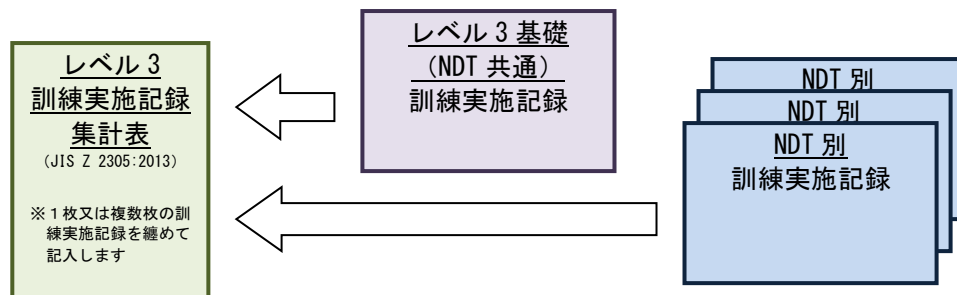 レベル3
訓練実施記録
集計表
(JIS Z 2305:2013)
※1枚又は複数枚の訓
練実施記録を纏めて
記入します
レベル3基礎
(NDT共通)
訓練実施記録
NDT別
NDT別
NDT別
訓練実施記録